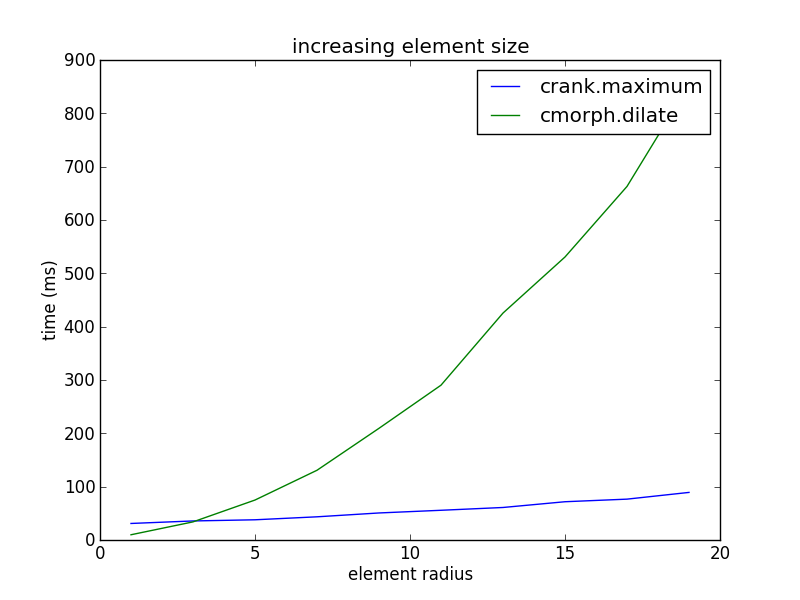 increasing element size
900
800
700
600
500
400
300
200
100
0
time (ms)
crank.maximum
cmorph.dilate
0 5 10 15 20
element radius